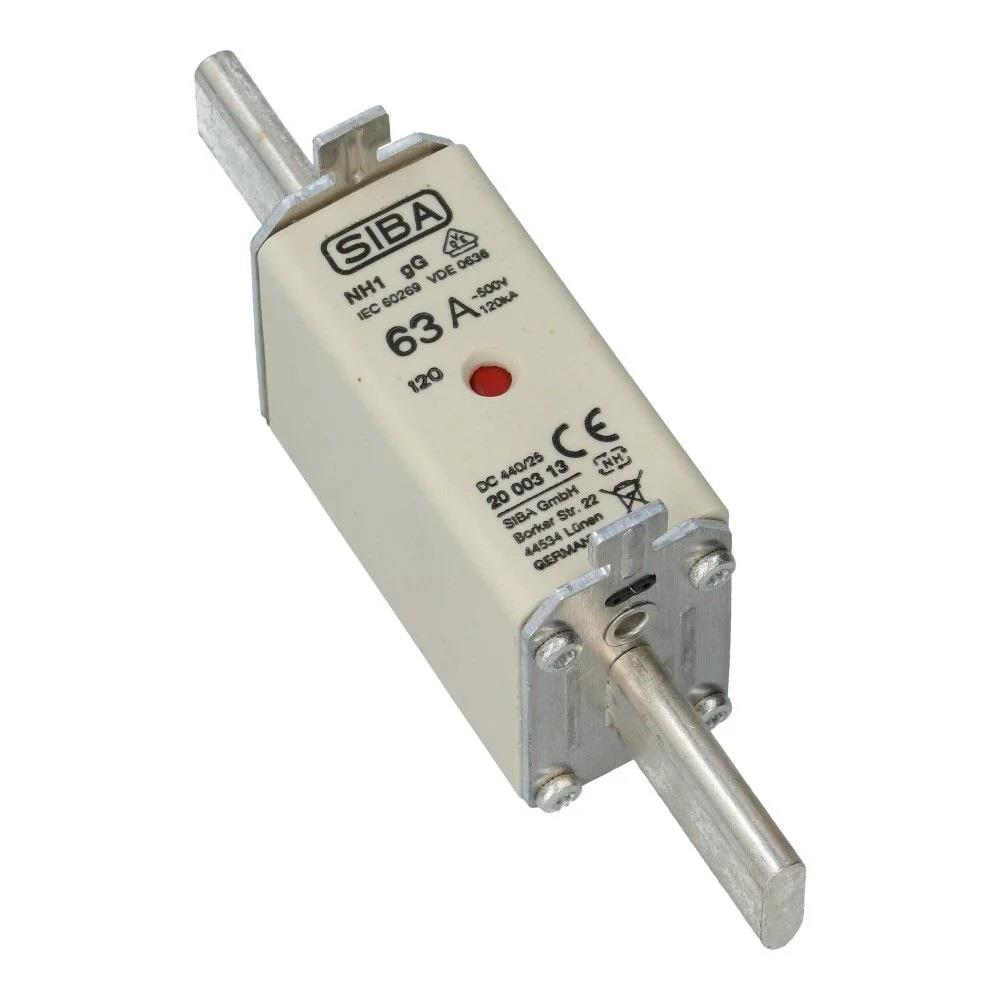 SIBA
NH1 gG VDE
IEC 60269 VDE 0636
63 A ~500V
120kA
120
DC 440/25 CE
20 003 13 NH
SIBA GmbH
Borker Str. 22
44534 Lünen
GERMAN